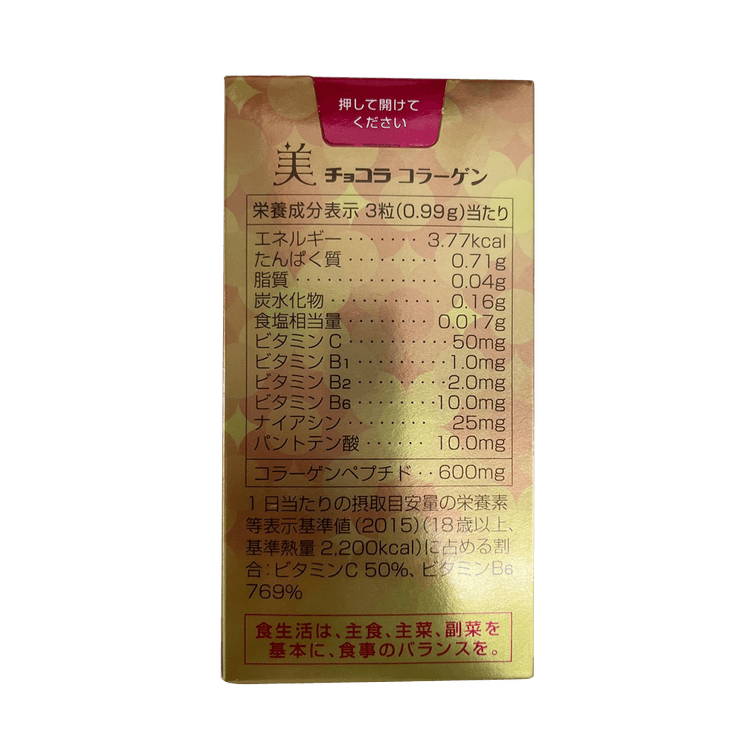 押して開けて
ください
美 チョコラ コラーゲン
栄養成分表示 3粒(0.99g)当たり
エネルギー・・・・・・・ 3.77kcal
たんぱく質・・・・・・・・・ 0.71g
脂質・・・・・・・・・・・・・ 0.04g
炭水化物・・・・・・・・・・ 0.16g
食塩相当量・・・・・・・・ 0.017g
ビタミンC・・・・・・・・・・ 50mg
ビタミンB1・・・・・・・・・1.0mg
ビタミンB2・・・・・・・・・2.0mg
ビタミンB6・・・・・・・・10.0mg
ナイアシン・・・・・・・・ 25mg
パントテン酸・・・・・・ 10.0mg
コラーゲンペプチド・・600mg
1日当たりの摂取目安量の栄養素
等表示基準値(2015)(18歳以上、
基準熱量2,200kcal)に占める割
合:ビタミンC 50%、ビタミンB6
769%
食生活は、主食、主菜、副菜を
基本に、食事のバランスを。